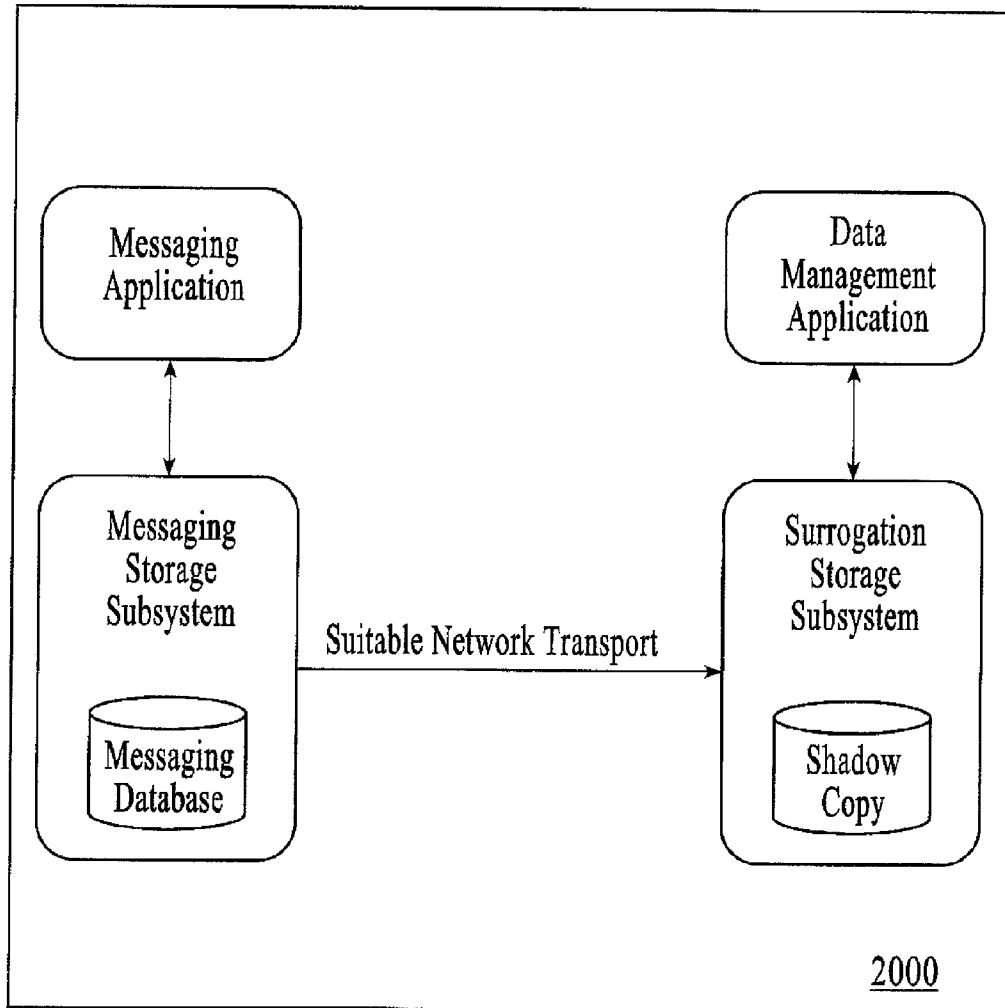 Messaging
Application
Data
Management
Application
Messaging
Storage
Subsystem
Suitable Network Transport
Surrogation
Storage
Subsystem
Messaging
Database
Shadow
Copy
2000